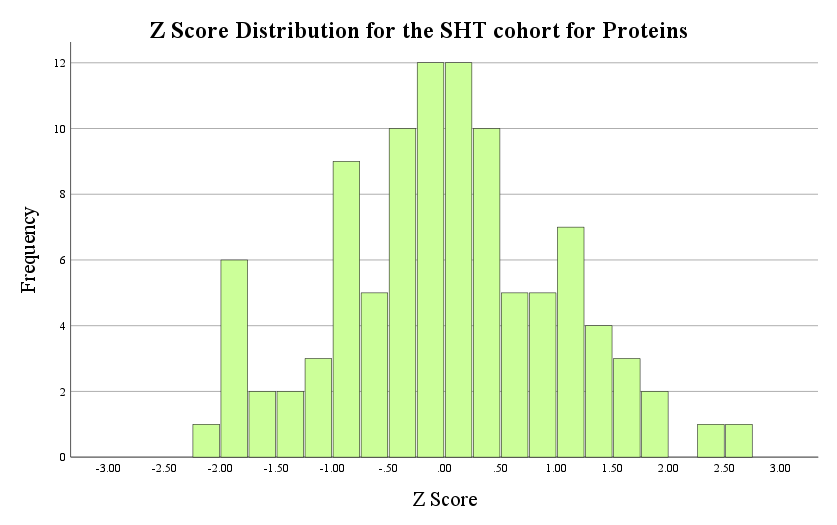 Z Score Distribution for the SHT cohort for Proteins
12
10
8
6
4
2
0
Frequency
-3.00 -2.50 -2.00 -1.50 -1.00 -.50 .00 .50 1.00 1.50 2.00 2.50 3.00
Z Score